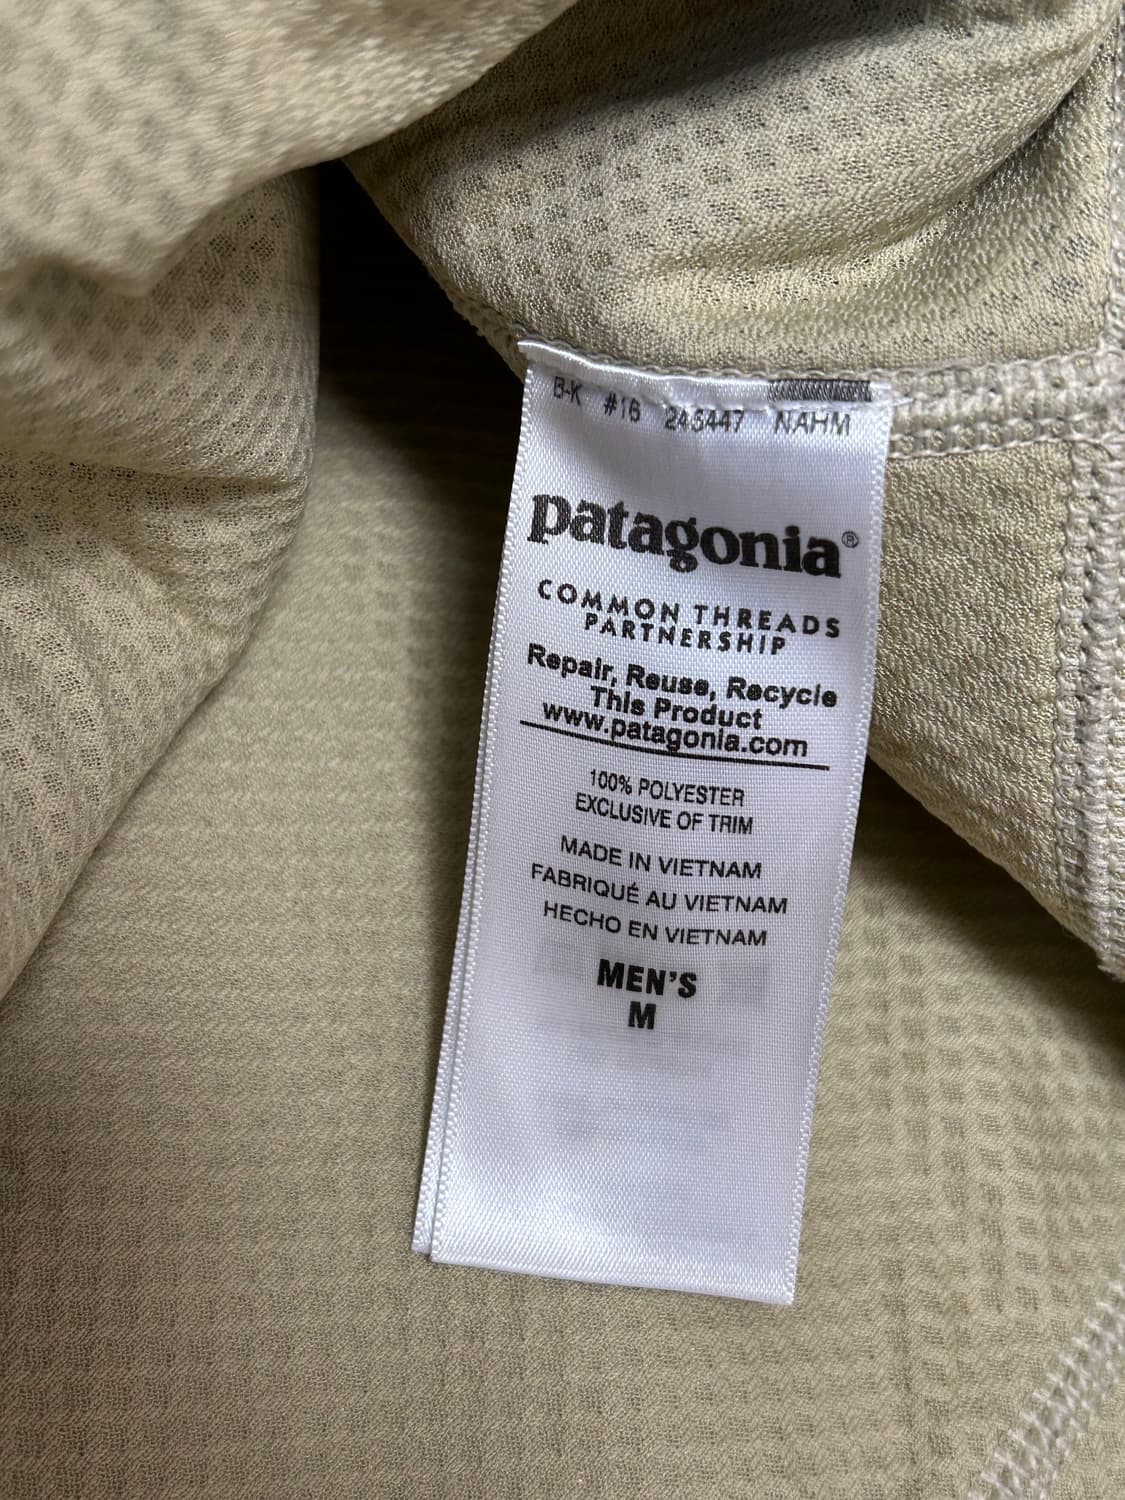 B-K #16 245447 NAHM
patagonia®
COMMON THREADS
PARTNERSHIP
Repair, Reuse, Recycle
This Product
www.patagonia.com
100% POLYESTER
EXCLUSIVE OF TRIM
MADE IN VIETNAM
FABRIQUÉ AU VIETNAM
HECHO EN VIETNAM
MEN'S
M